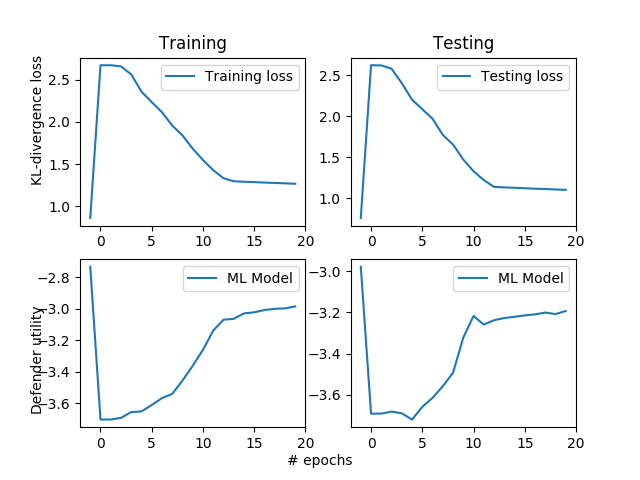 Training
Testing
KL-divergence loss
Training loss
2.5
2.0
1.5
1.0
0 5 10 15 20
Testing loss
2.5
2.0
1.5
1.0
0 5 10 15 20
Defender utility
ML Model
−2.8
−3.0
−3.2
−3.4
−3.6
0 5 10 15 20
ML Model
−3.0
−3.2
−3.4
−3.6
0 5 10 15 20
# epochs